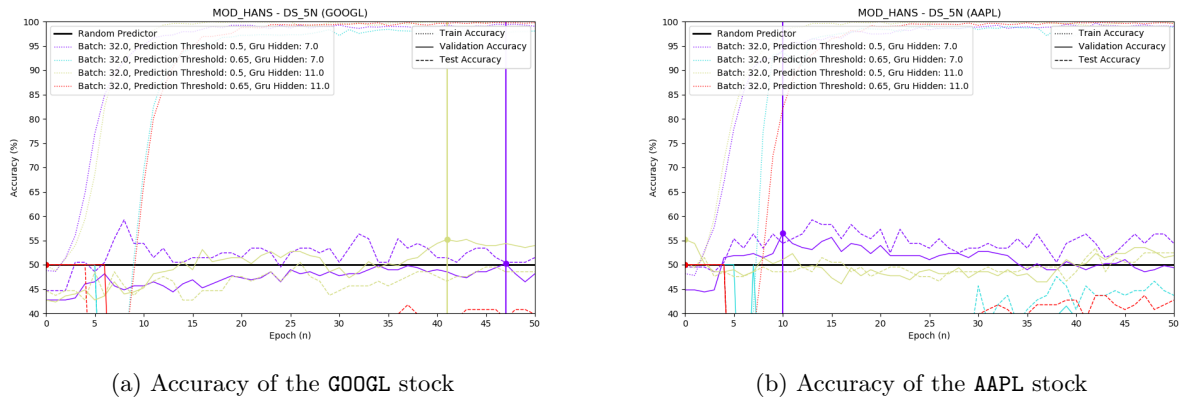 MOD_HANS - DS_5N (GOOGL)
Accuracy (%)
100
95
90
85
80
75
70
65
60
55
50
45
40
0
5
10
15
20
25
30
35
40
45
50
Epoch (n)
Random Predictor
Batch: 32.0, Prediction Threshold: 0.5, Gru Hidden: 7.0
Batch: 32.0, Prediction Threshold: 0.65, Gru Hidden: 7.0
Batch: 32.0, Prediction Threshold: 0.5, Gru Hidden: 11.0
Batch: 32.0, Prediction Threshold: 0.65, Gru Hidden: 11.0
Train Accuracy
Validation Accuracy
Test Accuracy
(a) Accuracy of the GOOGL stock
MOD_HANS - DS_5N (AAPL)
Accuracy (%)
100
95
90
85
80
75
70
65
60
55
50
45
40
0
5
10
15
20
25
30
35
40
45
50
Epoch (n)
Random Predictor
Batch: 32.0, Prediction Threshold: 0.5, Gru Hidden: 7.0
Batch: 32.0, Prediction Threshold: 0.65, Gru Hidden: 7.0
Batch: 32.0, Prediction Threshold: 0.5, Gru Hidden: 11.0
Batch: 32.0, Prediction Threshold: 0.65, Gru Hidden: 11.0
Train Accuracy
Validation Accuracy
Test Accuracy
(b) Accuracy of the AAPL stock